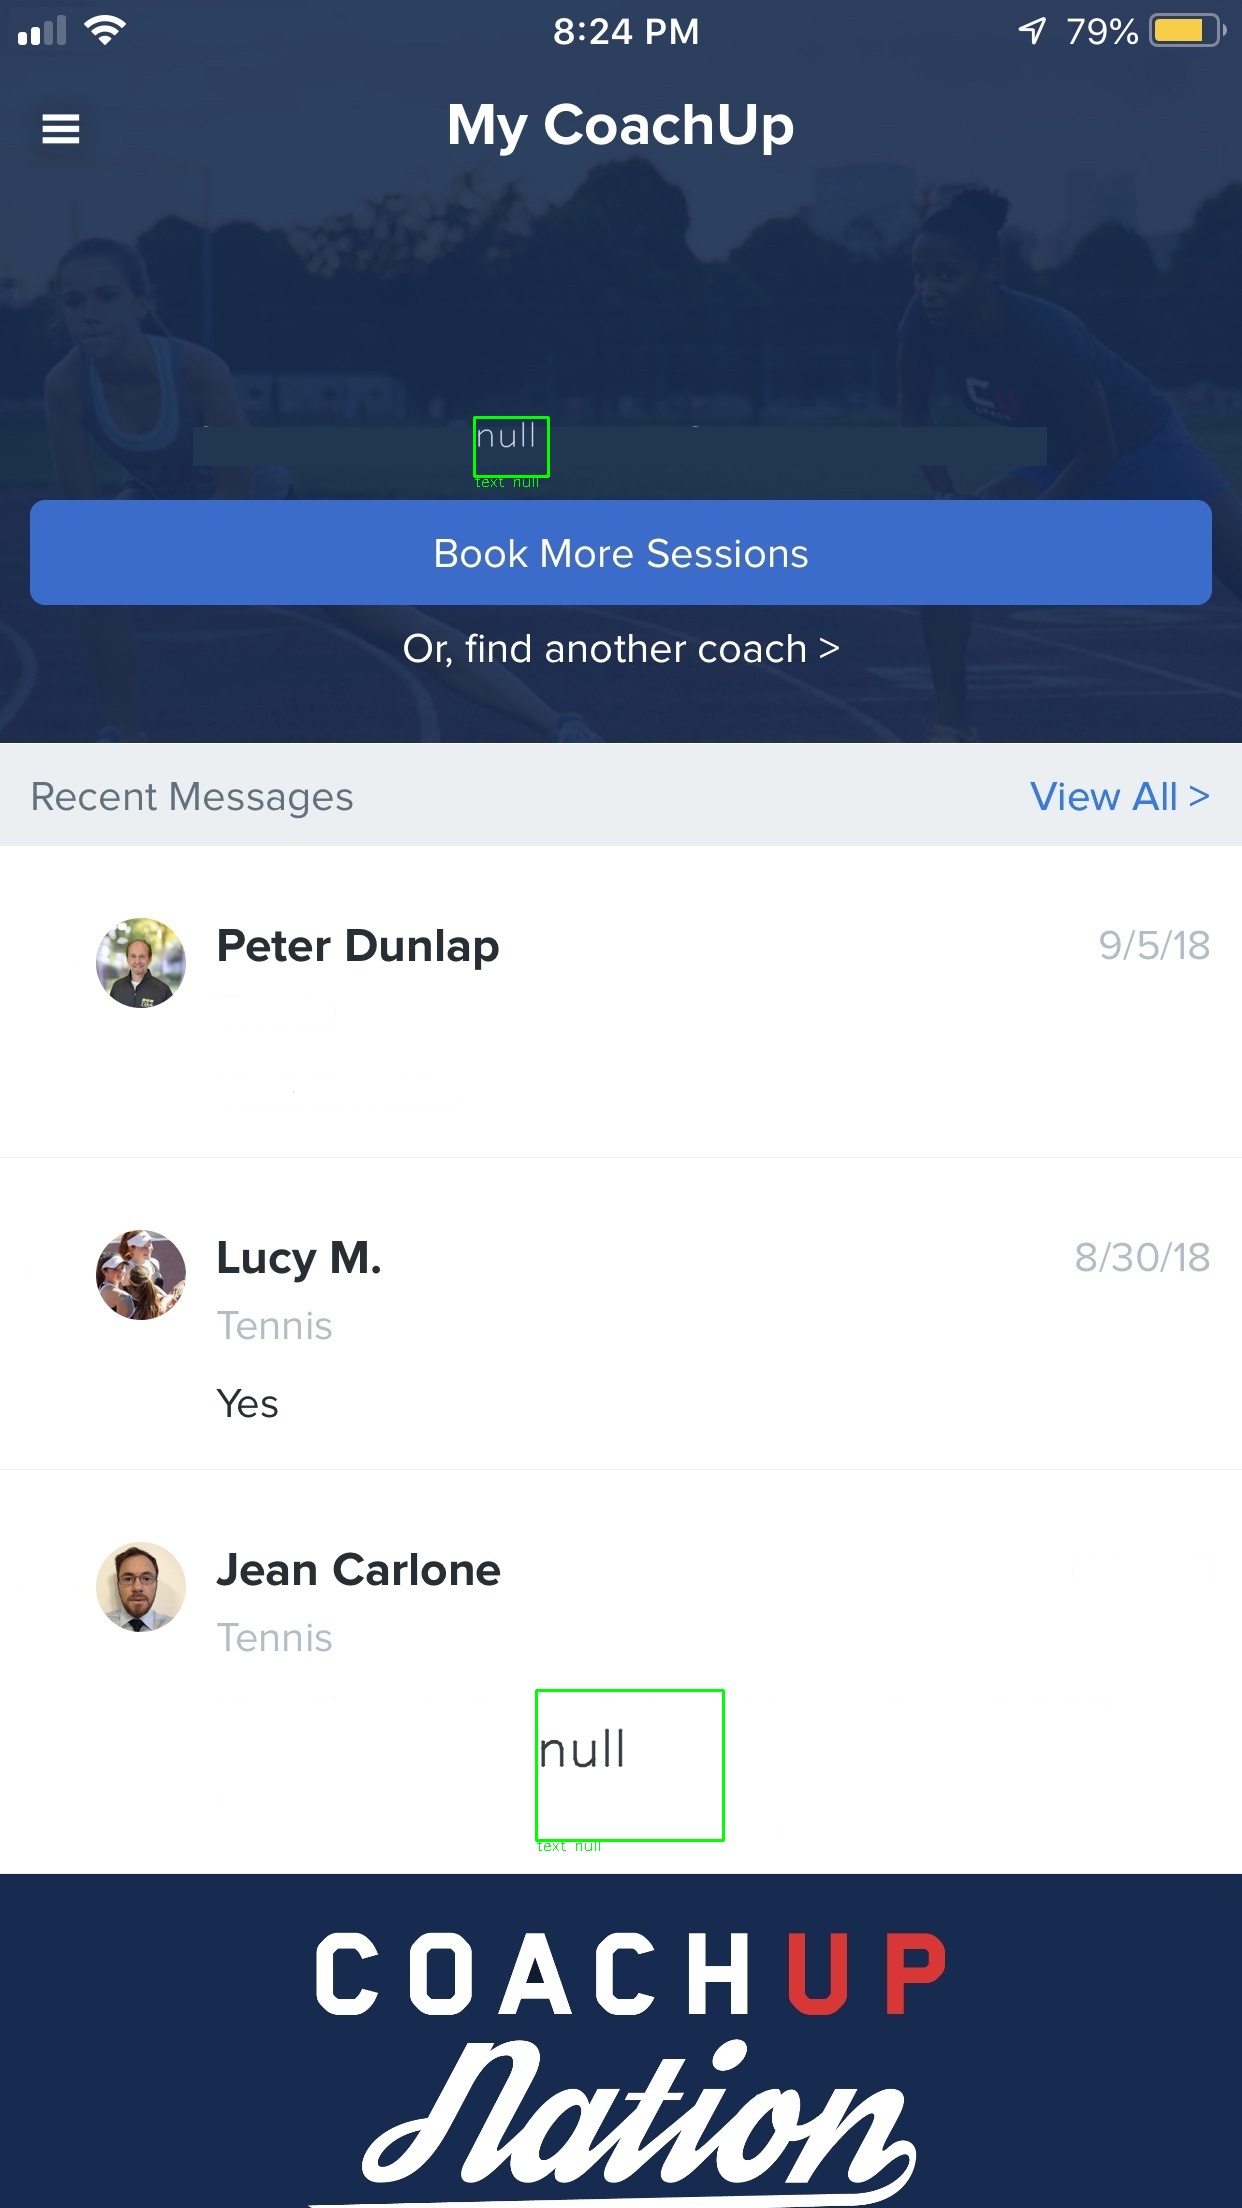 8:24 PM
79%
My CoachUp
null
text null
Book More Sessions
Or, find another coach >
Recent Messages
View All >
Peter Dunlap
9/5/18
Lucy M.
8/30/18
Tennis
Yes
Jean Carlone
Tennis
null
text null
COACHUP
Nation